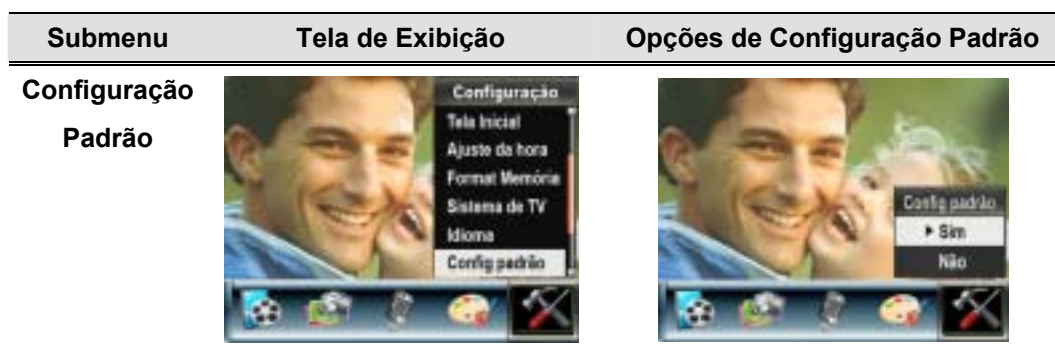 Submenu Tela de Exibição Opções de Configuração Padrão
Configuração
Padrão
Configuração
Tela Inicial
Ajuste da hora
Format Memória
Sistema de TV
Idioma
Config padrão
Config padrão
Sim
Não